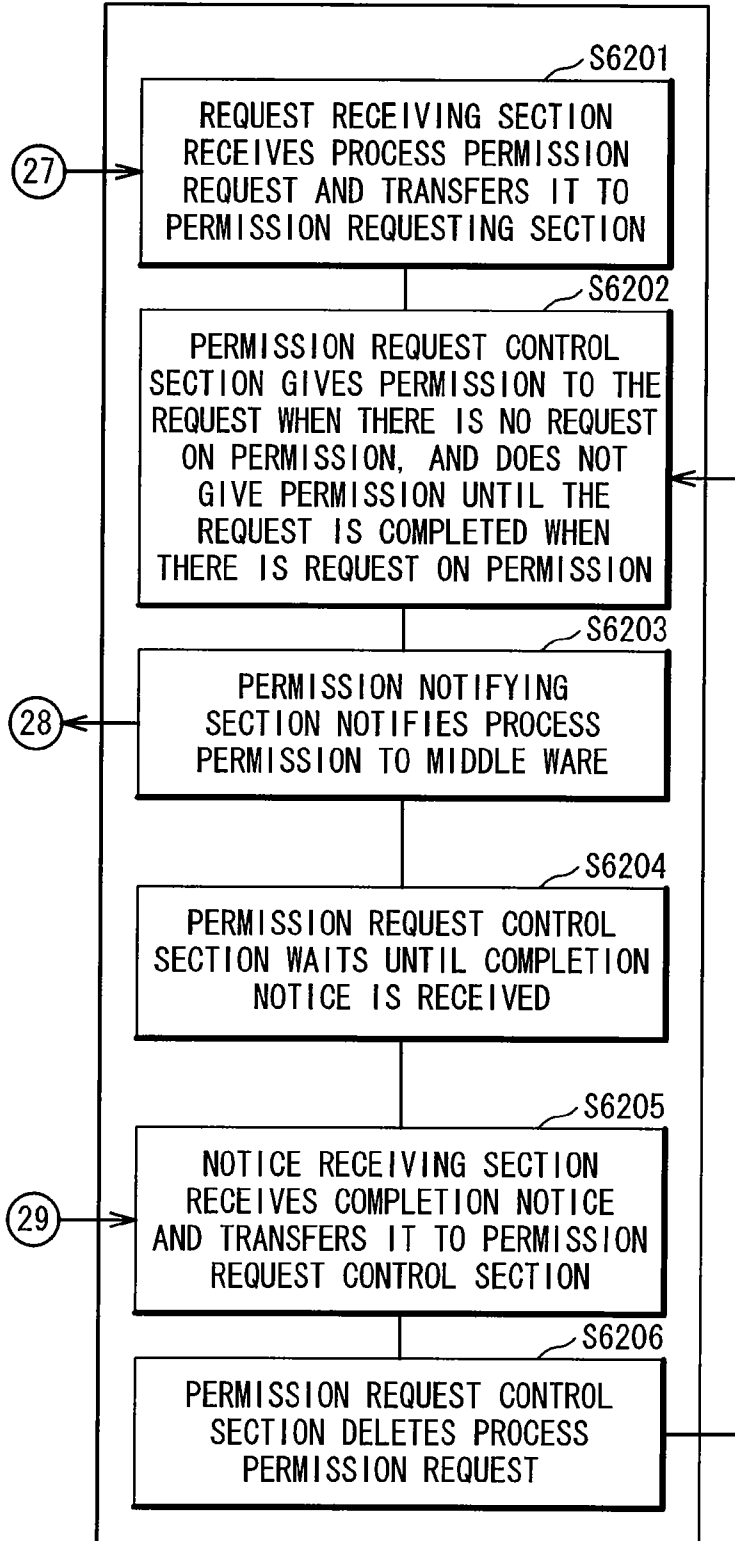 S6201
REQUEST RECEIVING SECTION
RECEIVES PROCESS PERMISSION
REQUEST AND TRANSFERS IT TO
PERMISSION REQUESTING SECTION
27
S6202
PERMISSION REQUEST CONTROL
SECTION GIVES PERMISSION TO THE
REQUEST WHEN THERE IS NO REQUEST
ON PERMISSION, AND DOES NOT
GIVE PERMISSION UNTIL THE
REQUEST IS COMPLETED WHEN
THERE IS REQUEST ON PERMISSION
S6203
PERMISSION NOTIFYING
SECTION NOTIFIES PROCESS
PERMISSION TO MIDDLE WARE
28
S6204
PERMISSION REQUEST CONTROL
SECTION WAITS UNTIL COMPLETION
NOTICE IS RECEIVED
S6205
NOTICE RECEIVING SECTION
RECEIVES COMPLETION NOTICE
AND TRANSFERS IT TO PERMISSION
REQUEST CONTROL SECTION
29
S6206
PERMISSION REQUEST CONTROL
SECTION DELETES PROCESS
PERMISSION REQUEST